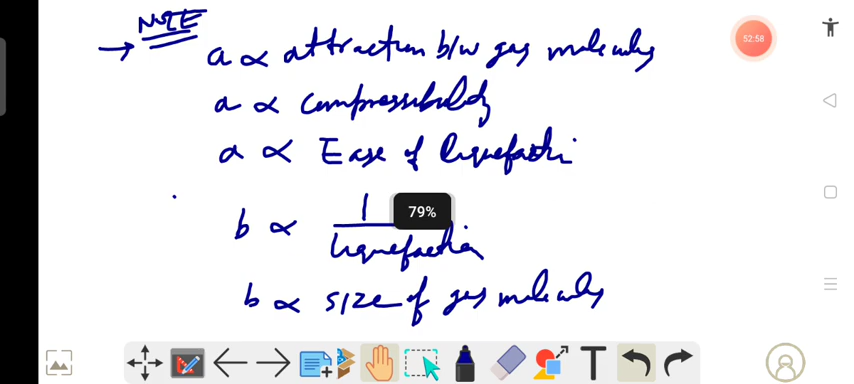 NOTE
52:58
→ a ∝ attraction b/w gas molecules
a ∝ compressibility
a ∝ Ease of liquefaction
79%
b ∝ 1/liquefaction
b ∝ size of gas molecules
T